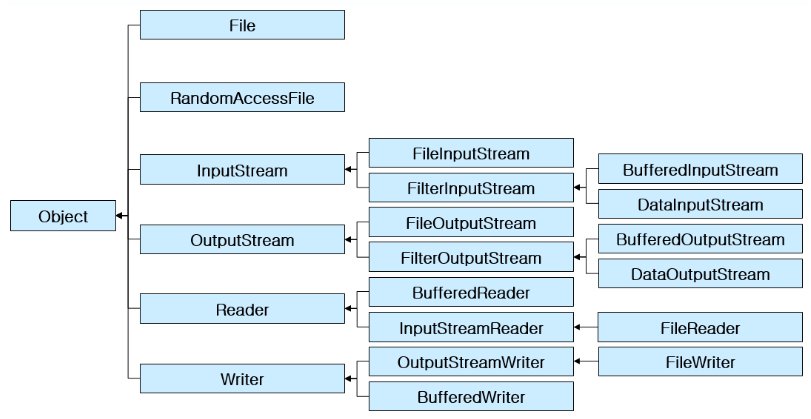 File
RandomAccessFile
FileInputStream
InputStream
BufferedInputStream
FilterInputStream
DataInputStream
Object
FileOutputStream
OutputStream
BufferedOutputStream
FilterOutputStream
DataOutputStream
BufferedReader
Reader
InputStreamReader
FileReader
OutputStreamWriter
FileWriter
Writer
BufferedWriter